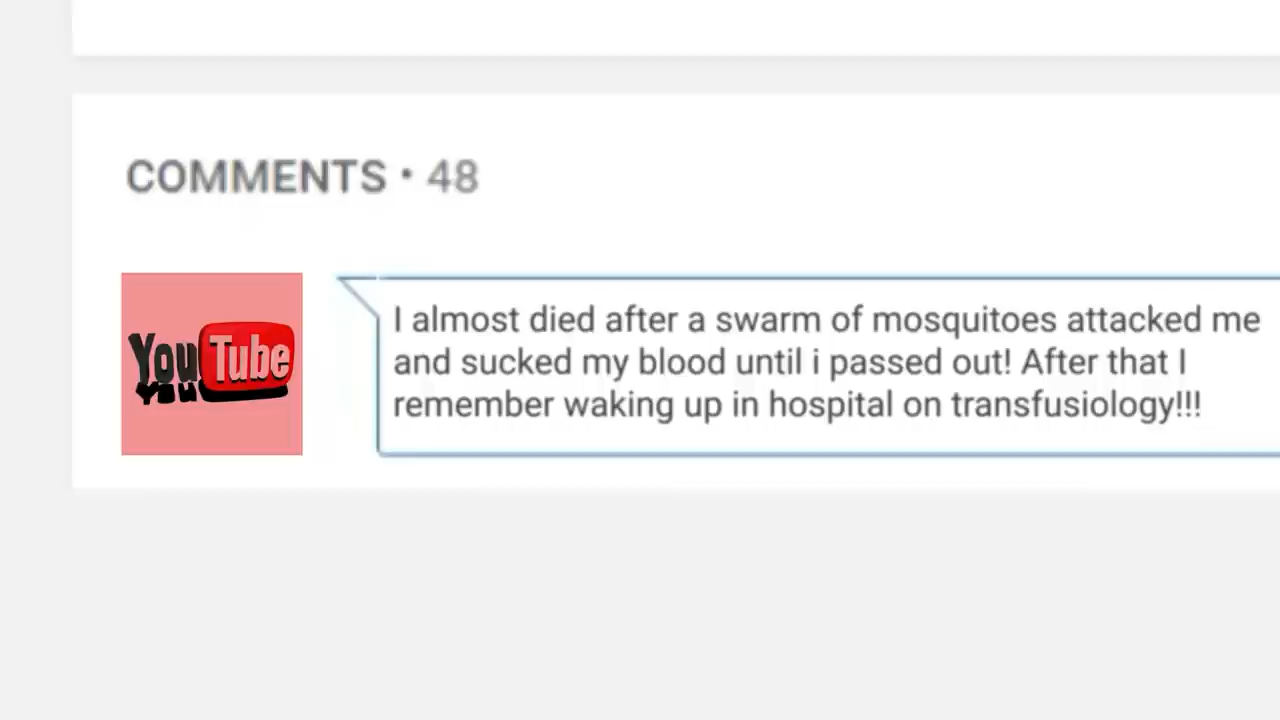 COMMENTS • 48
YouTube
I almost died after a swarm of mosquitoes attacked me
and sucked my blood until i passed out! After that I
remember waking up in hospital on transfusiology!!!